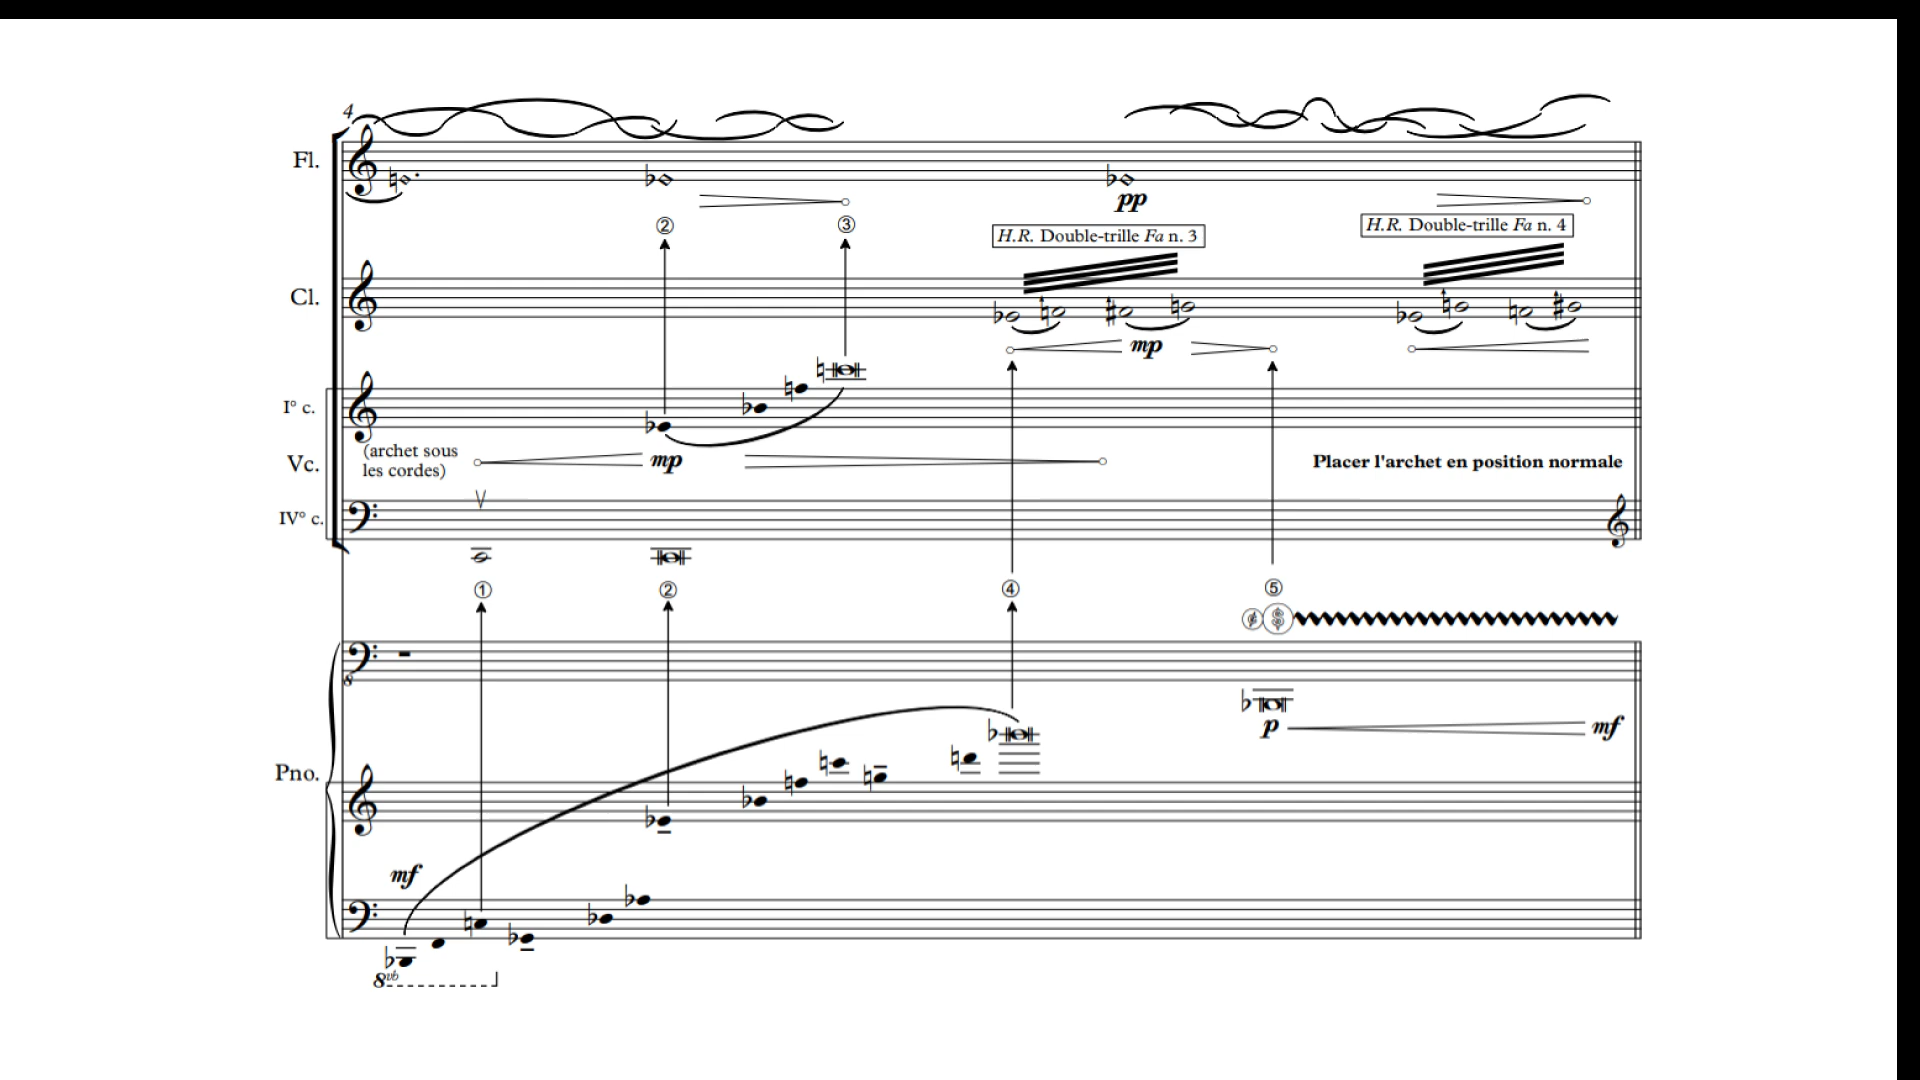 4
Fl.
pp
② ③
H.R. Double-trille Fa n. 3
H.R. Double-trille Fa n. 4
Cl.
mp
I° c.
(archet sous
les cordes)
Vc.
mp
Placer l'archet en position normale
IV° c.
① ② ④ ⑤
8
p mf
Pno.
mf
8vb